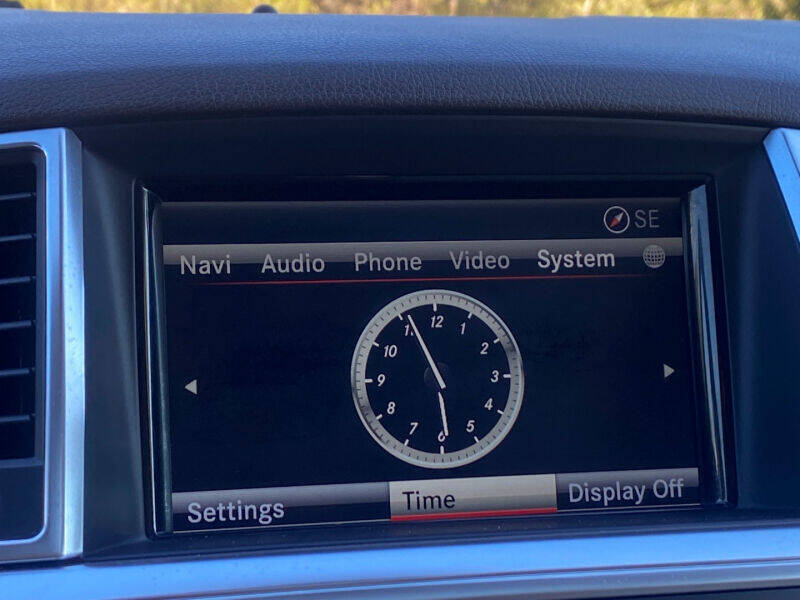 SE
Navi Audio Phone Video System
12
11 1
10 2
9 3
8 4
7 5
6
Settings Time Display Off